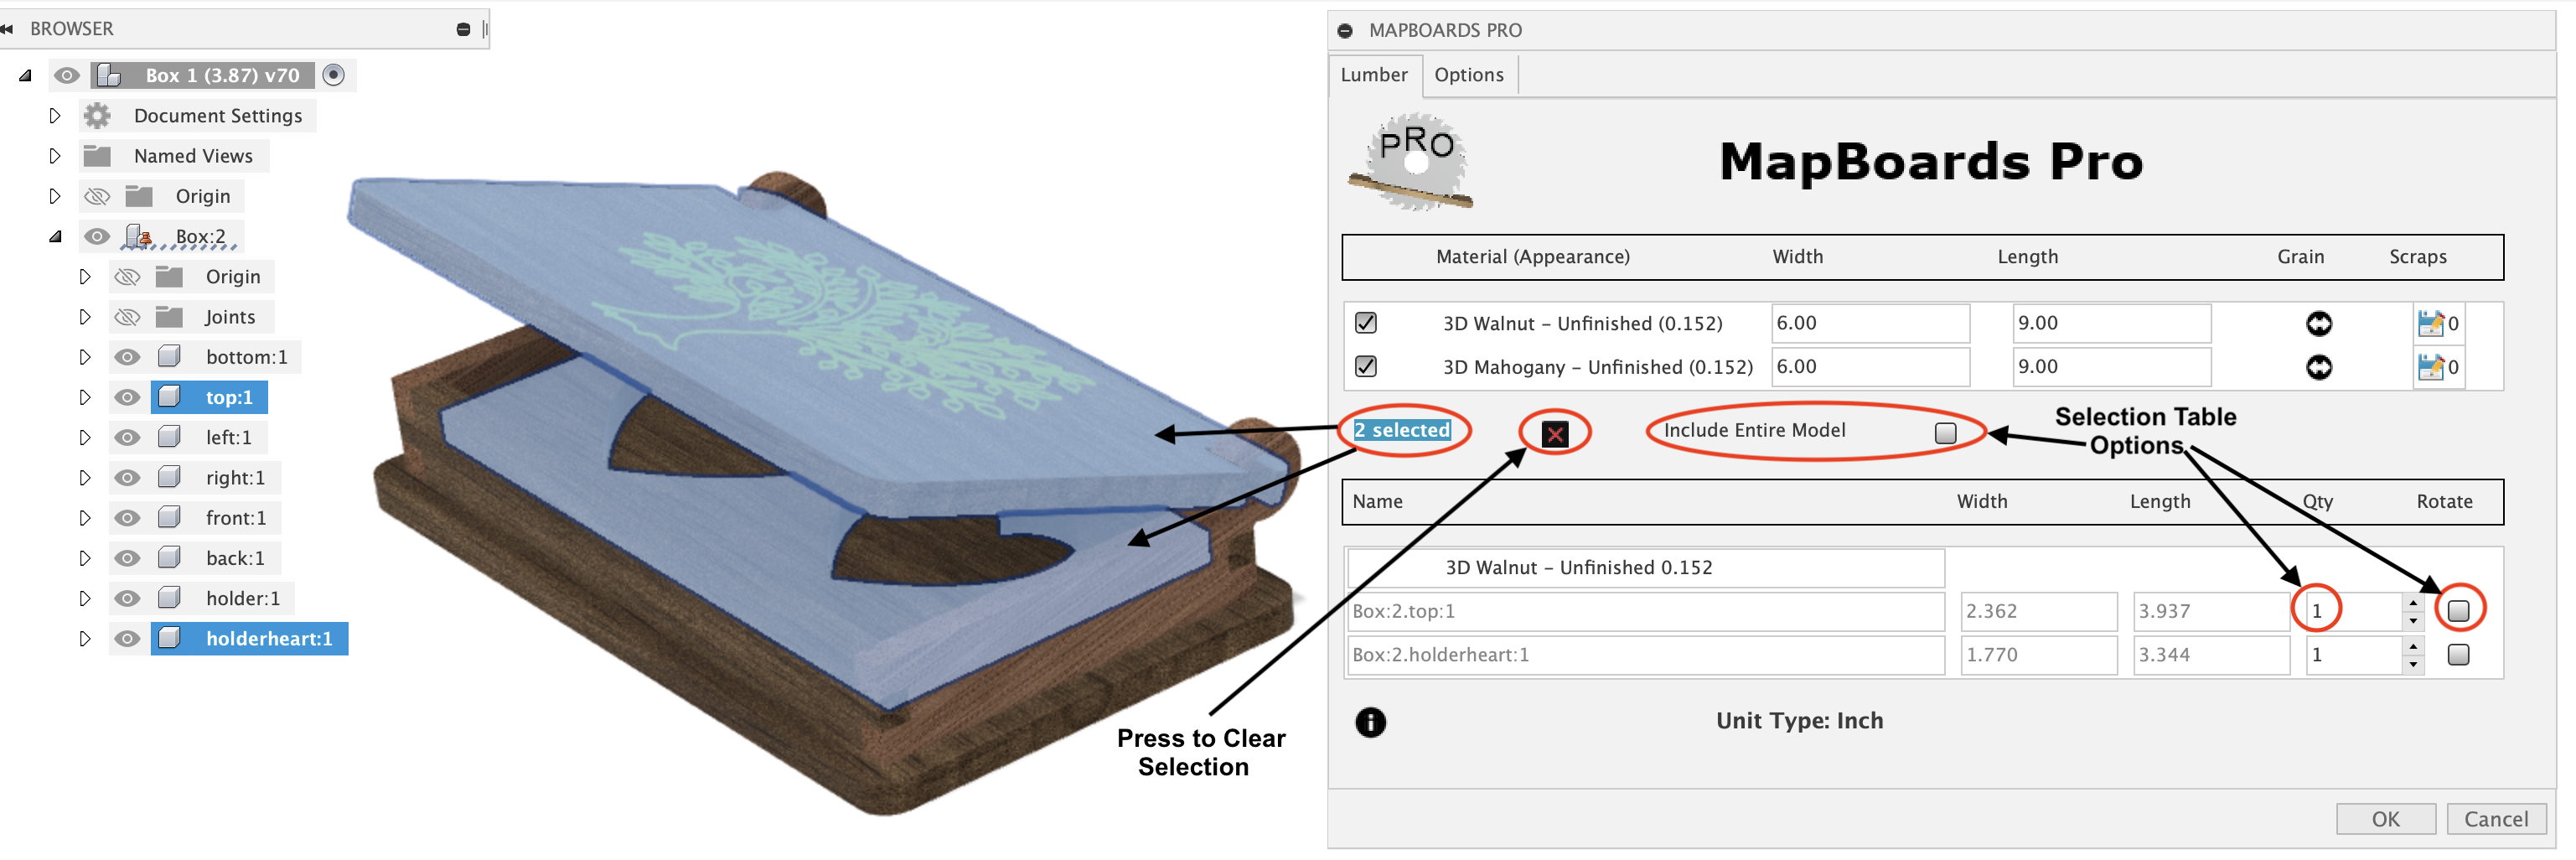 BROWSER
Box 1 (3.87) v70
Document Settings
Named Views
Origin
Box:2
Origin
Joints
bottom:1
top:1
left:1
right:1
front:1
back:1
holder:1
holderheart:1
Press to Clear
Selection
MAPBOARDS PRO
Lumber Options
PRO
MapBoards Pro
Material (Appearance) Width Length Grain Scraps
3D Walnut - Unfinished (0.152) 6.00 9.00 0
3D Mahogany - Unfinished (0.152) 6.00 9.00 0
2 selected Include Entire Model
Selection Table
Options
Name Width Length Qty Rotate
3D Walnut - Unfinished 0.152
Box:2.top:1 2.362 3.937 1
Box:2.holderheart:1 1.770 3.344 1
Unit Type: Inch
OK Cancel